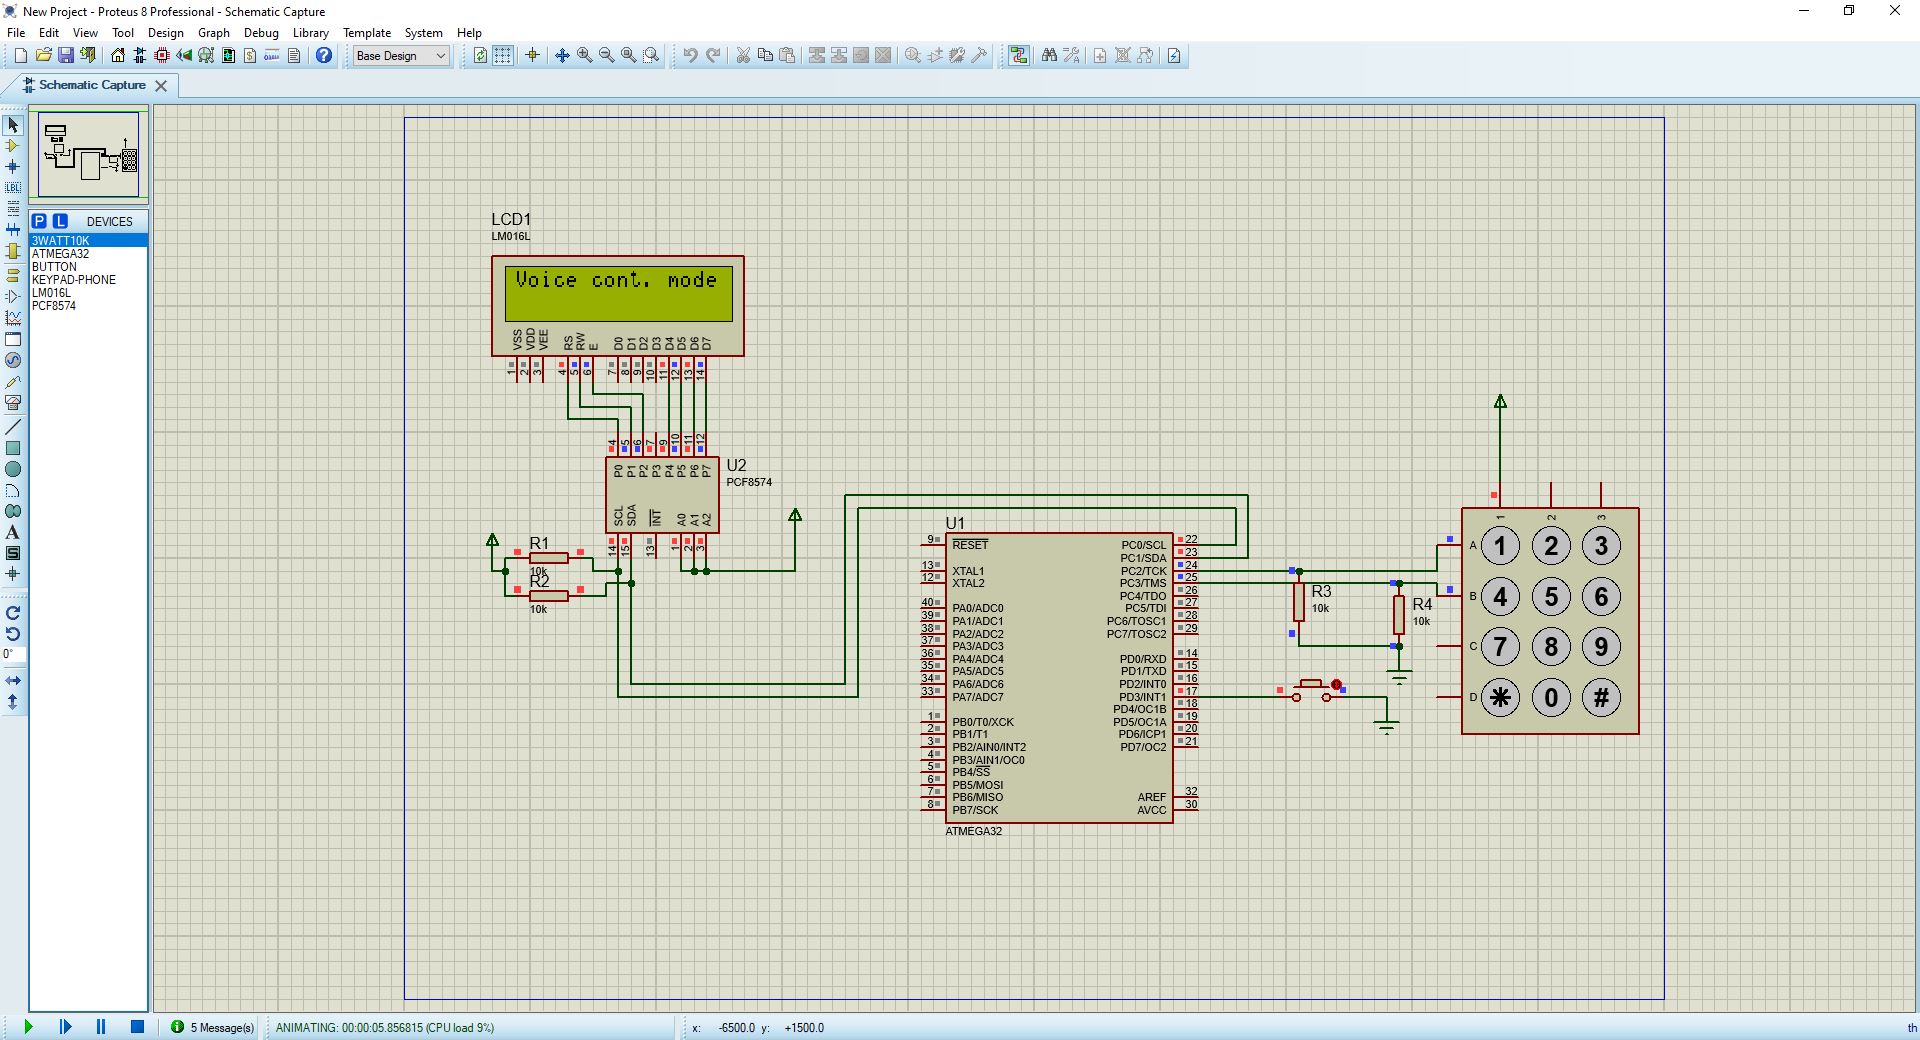 New Project - Proteus 8 Professional - Schematic Capture
File Edit View Tool Design Graph Debug Library Template System Help
Base Design
Schematic Capture
P L DEVICES
3WATT10K
ATMEGA32
BUTTON
KEYPAD-PHONE
LM016L
PCF8574
LBL
A
S
0°
LCD1
LM016L
Voice cont. mode
VSS VDD VEE RS RW E D0 D1 D2 D3 D4 D5 D6 D7
1 2 3 4 5 6 7 8 9 10 11 12 13 14
4 5 6 7 9 10 11 12
P0 P1 P2 P3 P4 P5 P6 P7
U2
PCF8574
SCL SDA INT A0 A1 A2
14 15 13 1 2 3
R1
10k
R2
10k
U1
9 RESET
13 XTAL1
12 XTAL2
40 PA0/ADC0
39 PA1/ADC1
38 PA2/ADC2
37 PA3/ADC3
36 PA4/ADC4
35 PA5/ADC5
34 PA6/ADC6
33 PA7/ADC7
1 PB0/T0/XCK
2 PB1/T1
3 PB2/AIN0/INT2
4 PB3/AIN1/OC0
5 PB4/SS
6 PB5/MOSI
7 PB6/MISO
8 PB7/SCK
PC0/SCL 22
PC1/SDA 23
PC2/TCK 24
PC3/TMS 25
PC4/TDO 26
PC5/TDI 27
PC6/TOSC1 28
PC7/TOSC2 29
PD0/RXD 14
PD1/TXD 15
PD2/INT0 16
PD3/INT1 17
PD4/OC1B 18
PD5/OC1A 19
PD6/ICP1 20
PD7/OC2 21
AREF 32
AVCC 30
ATMEGA32
R3
10k
R4
10k
1 2 3
A 1 2 3
B 4 5 6
C 7 8 9
D * 0 #
5 Message(s) ANIMATING: 00:00:05.856815 (CPU load 9%) x: -6500.0 y: +1500.0 th